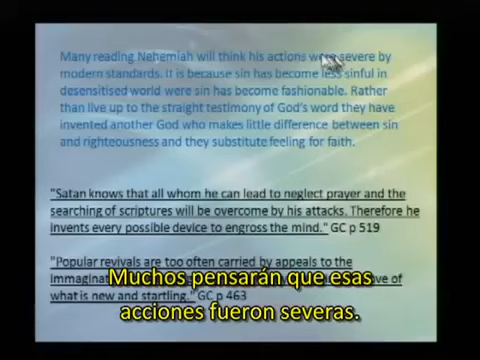 Many reading Nehemiah will think his actions were severe by
modern standards. It is because sin has become less sinful in
desensitised world were sin has become fashionable. Rather
than live up to the straight testimony of God's word they have
invented another God who makes little difference between sin
and righteousness and they substitute feeling for faith.
"Satan knows that all whom he can lead to neglect prayer and the
searching of scriptures will be overcome by his attacks. Therefore he
invents every possible device to engross the mind." GC p 519
"Popular revivals are too often carried by appeals to the
of
what is new and startling." GC p 463
Muchos pensarán que esas
acciones fueron severas.